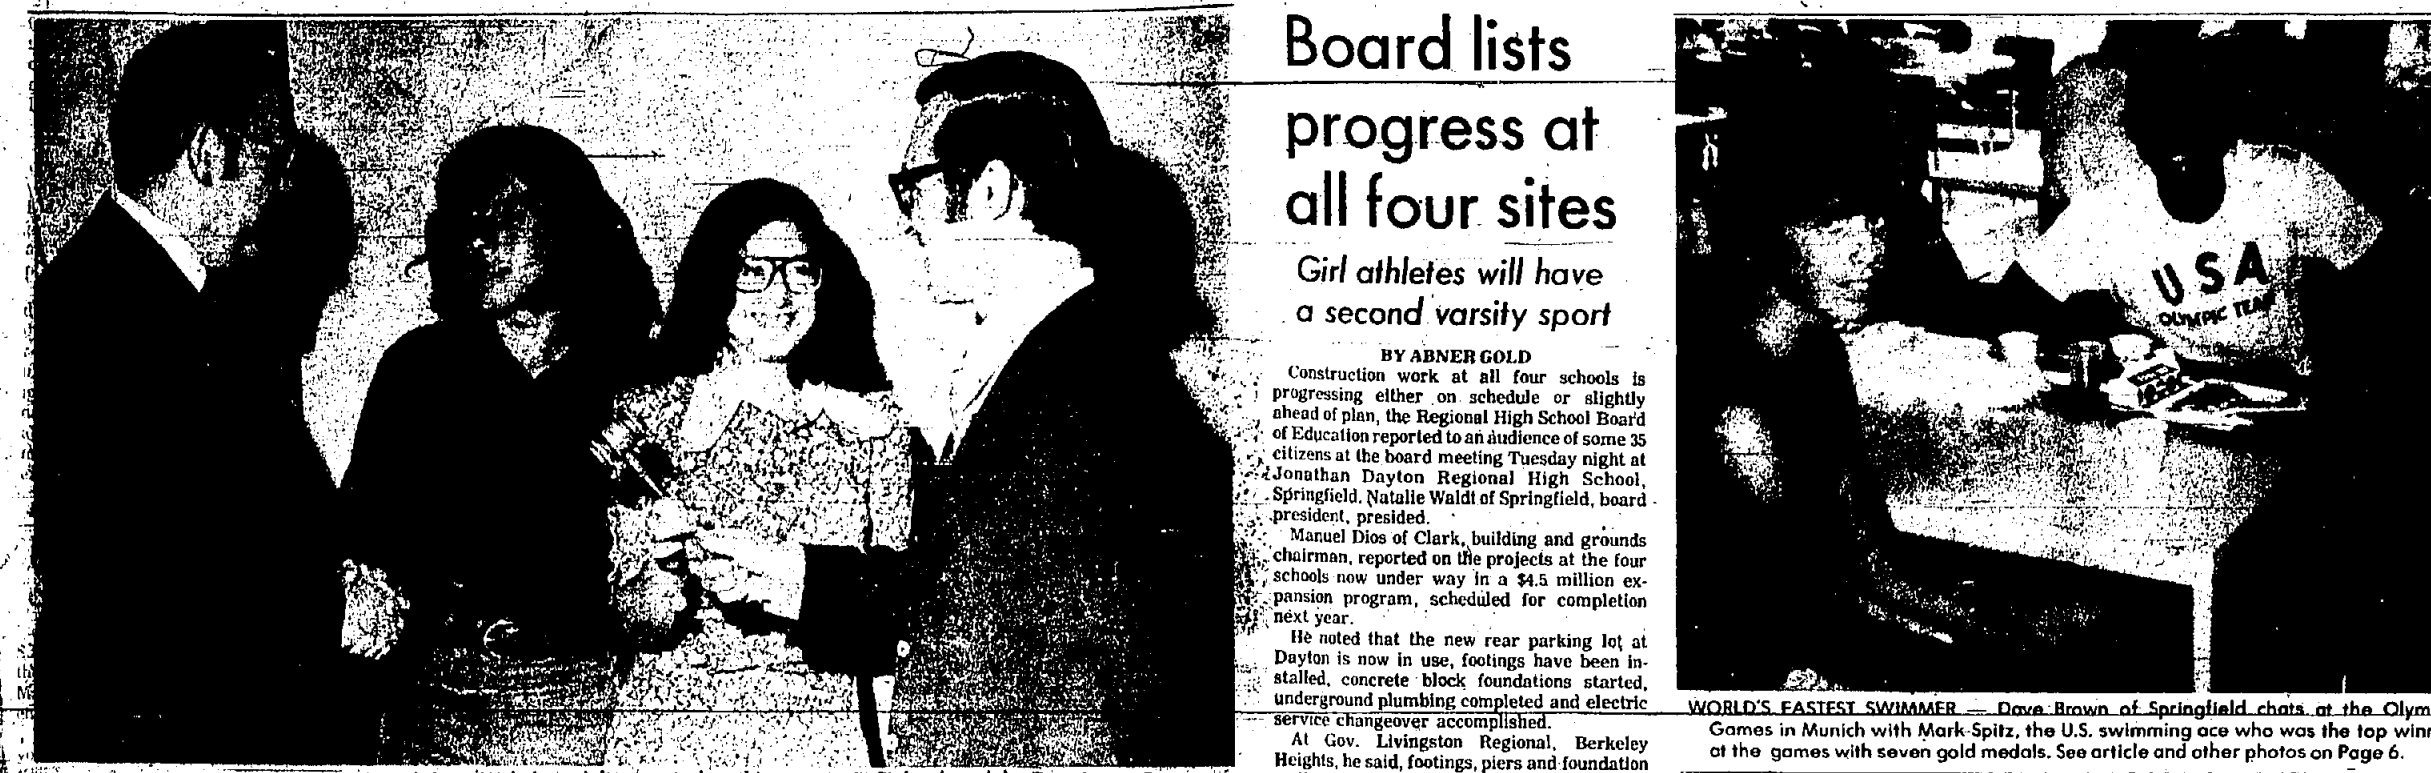 Board lists
progress at
all four sites
Girl athletes will have
a second varsity sport
BY ABNER GOLD
Construction work at all four schools is
progressing either on schedule or slightly
ahead of plan, the Regional High School Board
of Education reported to an audience of some 35
citizens at the board meeting Tuesday night at
Jonathan Dayton Regional High School,
Springfield. Natalie Waldt of Springfield, board
president, presided.
Manuel Dios of Clark, building and grounds
chairman, reported on the projects at the four
schools now under way in a $4.5 million ex-
pansion program, scheduled for completion
next year.
He noted that the new rear parking lot at
Dayton is now in use, footings have been in-
stalled, concrete block foundations started,
underground plumbing completed and electric
service changeover accomplished.
At Gov. Livingston Regional, Berkeley
Heights, he said, footings, piers and foundation
USA
OLYMPIC TEAM
WORLD'S FASTEST SWIMMER — Dave Brown of Springfield chats at the Olym
Games in Munich with Mark Spitz, the U.S. swimming ace who was the top winn
at the games with seven gold medals. See article and other photos on Page 6.